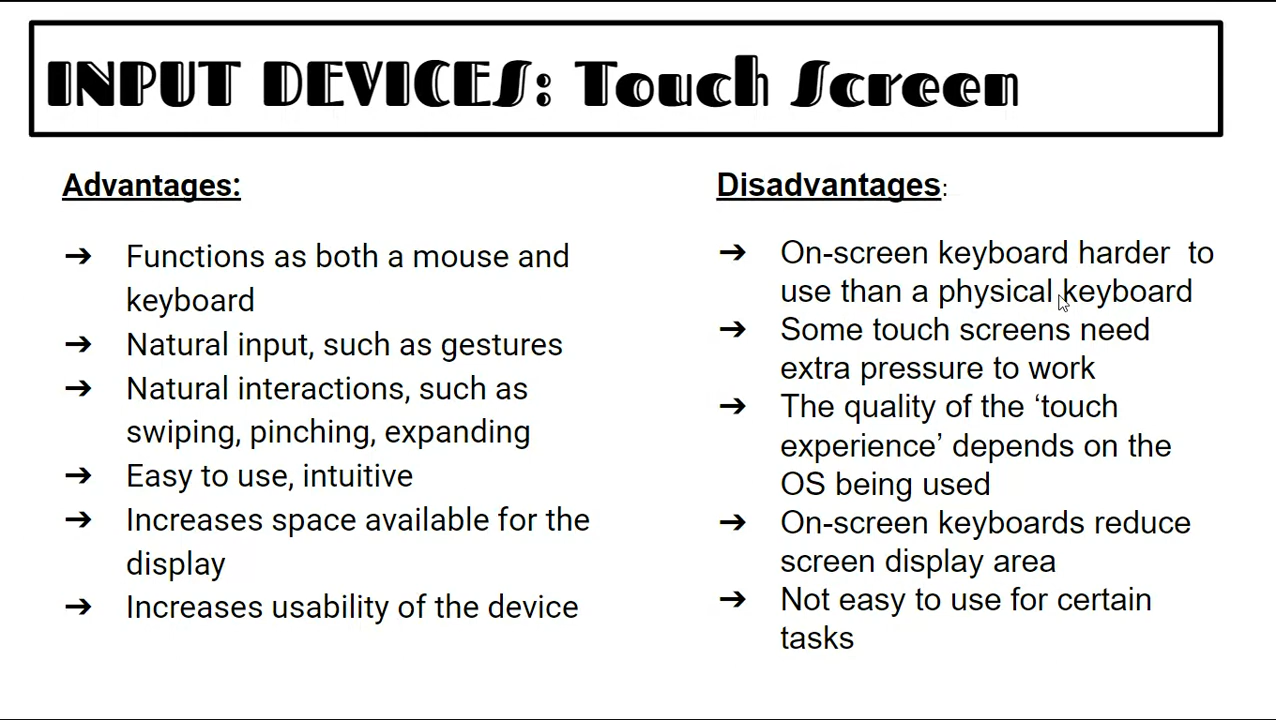 INPUT DEVICES: Touch Screen
Advantages:
➔ Functions as both a mouse and
keyboard
➔ Natural input, such as gestures
➔ Natural interactions, such as
swiping, pinching, expanding
➔ Easy to use, intuitive
➔ Increases space available for the
display
➔ Increases usability of the device
Disadvantages:
➔ On-screen keyboard harder  to
use than a physical keyboard
➔ Some touch screens need
extra pressure to work
➔ The quality of the ‘touch
experience’ depends on the
OS being used
➔ On-screen keyboards reduce
screen display area
➔ Not easy to use for certain
tasks